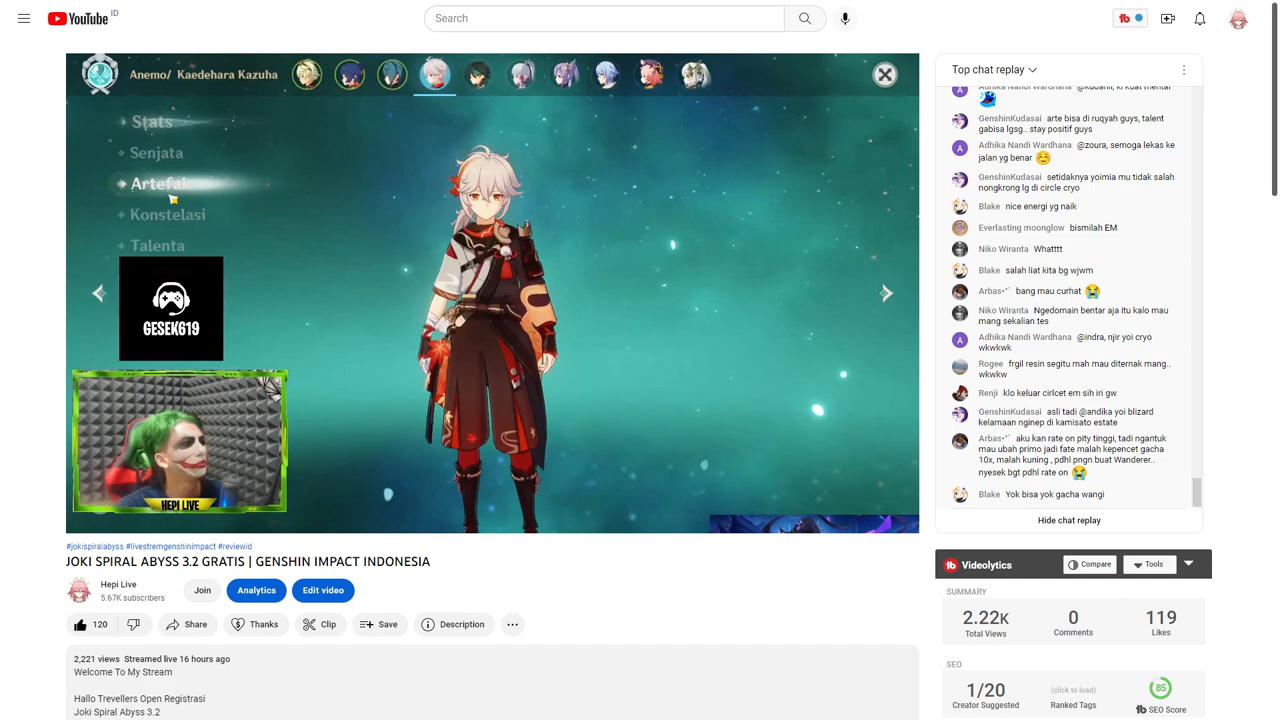 YouTube ID
Search
Anemo/ Kaedehara Kazuha
Stats
Senjata
Artefak
Konstelasi
Talenta
GESEK619
HEPI LIVE
#jokispiralabyss #livestremgenshinimpact #reviewid
JOKI SPIRAL ABYSS 3.2 GRATIS | GENSHIN IMPACT INDONESIA
Hepi Live
5.67K subscribers
Join
Analytics
Edit video
120
Share
Thanks
Clip
Save
Description
2,221 views Streamed live 16 hours ago
Welcome To My Stream
Hallo Trevellers Open Registrasi
Joki Spiral Abyss 3.2
Top chat replay
Adhika Nandi Wardhana
GenshinKudasai arte bisa di ruqyah guys, talent
gabisa lgsg.. stay positif guys
Adhika Nandi Wardhana @zoura, semoga lekas ke
jalan yg benar
GenshinKudasai setidaknya yoimia mu tidak salah
nongkrong lg di circle cryo
Blake nice energi yg naik
Everlasting moonglow bismilah EM
Niko Wiranta Whatttt
Blake salah liat kita bg wjwm
Arbas•°` bang mau curhat
Niko Wiranta Ngedomain bentar aja itu kalo mau
mang sekalian tes
Adhika Nandi Wardhana @indra, njir yoi cryo
wkwkwk
Rogee frgil resin segitu mah mau diternak mang..
wkwkw
Renji klo keluar cirlcet em sih iri gw
GenshinKudasai asli tadi @andika yoi blizard
kelamaan nginep di kamisato estate
Arbas•°` aku kan rate on pity tinggi, tadi ngantuk
mau ubah primo jadi fate malah kepencet gacha
10x, malah kuning , pdhl pngn buat Wanderer..
nyesek bgt pdhl rate on
Blake Yok bisa yok gacha wangi
Hide chat replay
tb Videolytics
Compare
Tools
SUMMARY
2.22K
Total Views
0
Comments
119
Likes
SEO
1/20
Creator Suggested
(click to load)
Ranked Tags
85
tb SEO Score